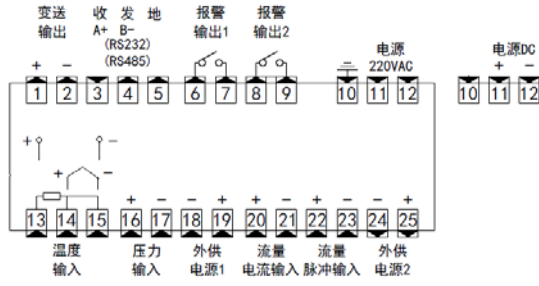 变送 收 发 地 报警 报警
输出 A+ B- 输出1 输出2
(RS232)
(RS485)
电源 电源DC
220VAC
+ - + -
1 2 3 4 5 6 7 8 9 10 11 12 10 11 12
+ -
+ -
+ - - + + - + - - +
13 14 15 16 17 18 19 20 21 22 23 24 25
温度 压力 外供 流量 流量 外供
输入 输入 电源1 电流输入 脉冲输入 电源2